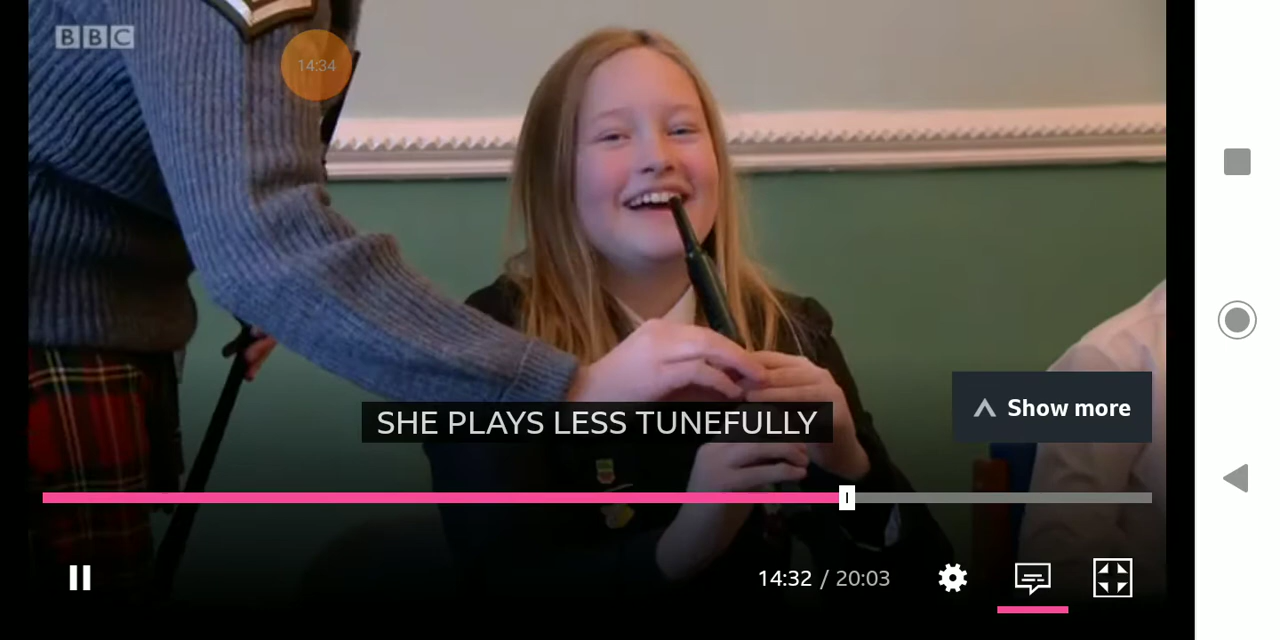 BBC
14:34
SHE PLAYS LESS TUNEFULLY
Show more
14:32 / 20:03